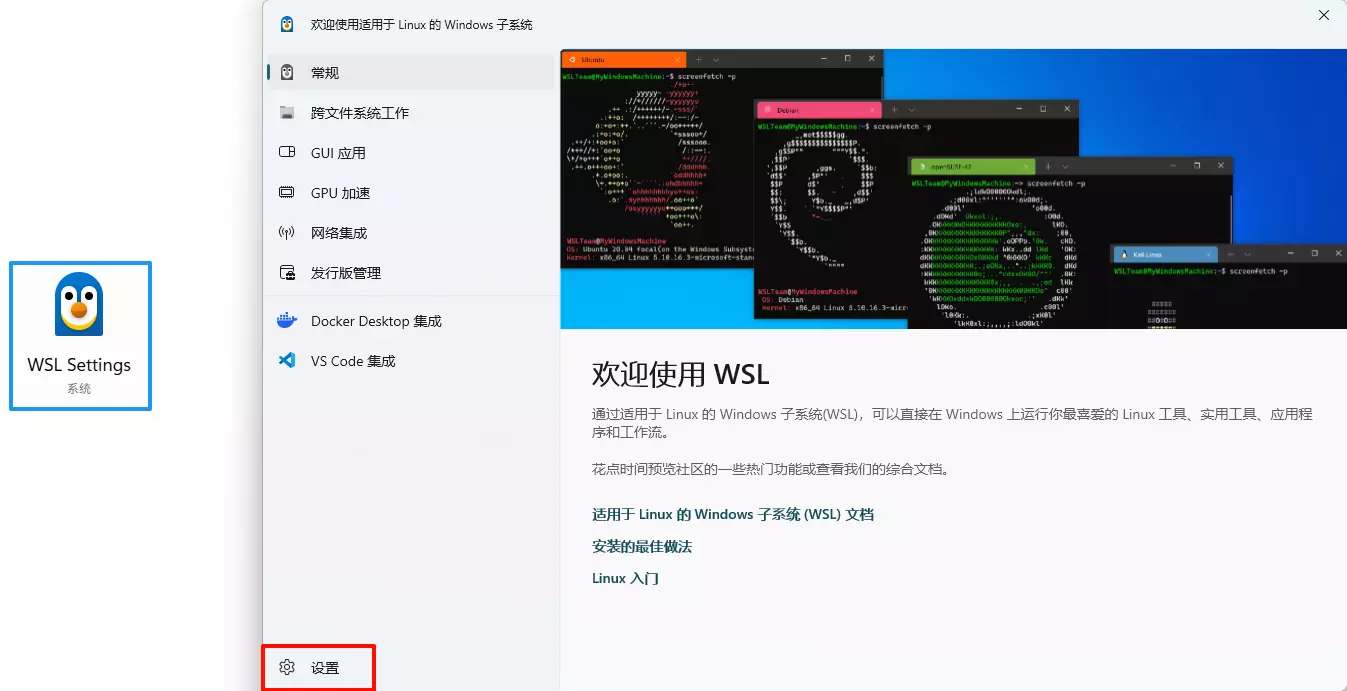 WSL Settings
系统
欢迎使用适用于 Linux 的 Windows 子系统
常规
跨文件系统工作
GUI 应用
GPU 加速
网络集成
发行版管理
Docker Desktop 集成
VS Code 集成
设置
Ubuntu
WSLTeam@MyWindowsMachine:~$ screenfetch -p
WSLTeam@MyWindowsMachine
OS: Ubuntu 20.04 focal(on the Windows Subsyst
Kernel: x86_64 Linux 5.10.16.3-microsoft-stan
Debian
WSLTeam@MyWindowsMachine:~$ screenfetch -p
WSLTeam@MyWindowsMachine
OS: Debian
Kernel: x86_64 Linux 5.10.16.3-micr
openSUSE-42
WSLTeam@MyWindowsMachine:~> screenfetch -p
Kali Linux
WSLTeam@MyWindowsMachine:~$ screenfetch -p
欢迎使用 WSL
通过适用于 Linux 的 Windows 子系统(WSL)，可以直接在 Windows 上运行你最喜爱的 Linux 工具、实用工具、应用程
序和工作流。
花点时间预览社区的一些热门功能或查看我们的综合文档。
适用于 Linux 的 Windows 子系统 (WSL) 文档
安装的最佳做法
Linux 入门